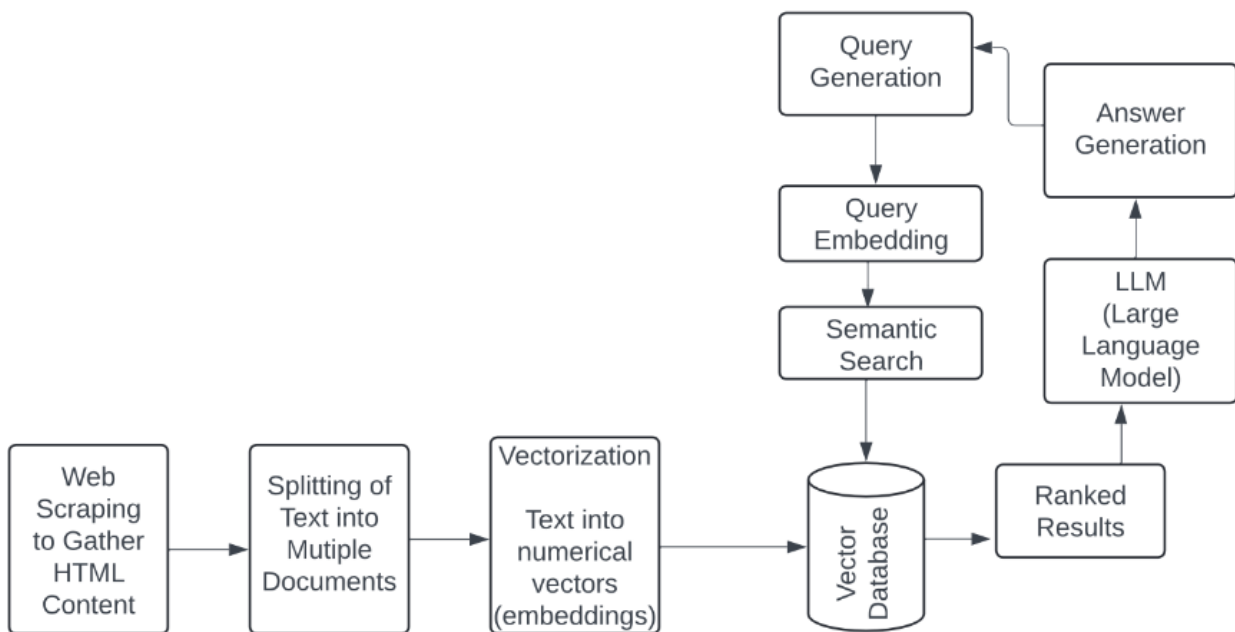 Query
Generation
Answer
Generation
Query
Embedding
Semantic
Search
LLM
(Large
Language
Model)
Web
Scraping
to Gather
HTML
Content
Splitting of
Text into
Mutiple
Documents
Vectorization
Text into
numerical
vectors
(embeddings)
Vector
Database
Ranked
Results